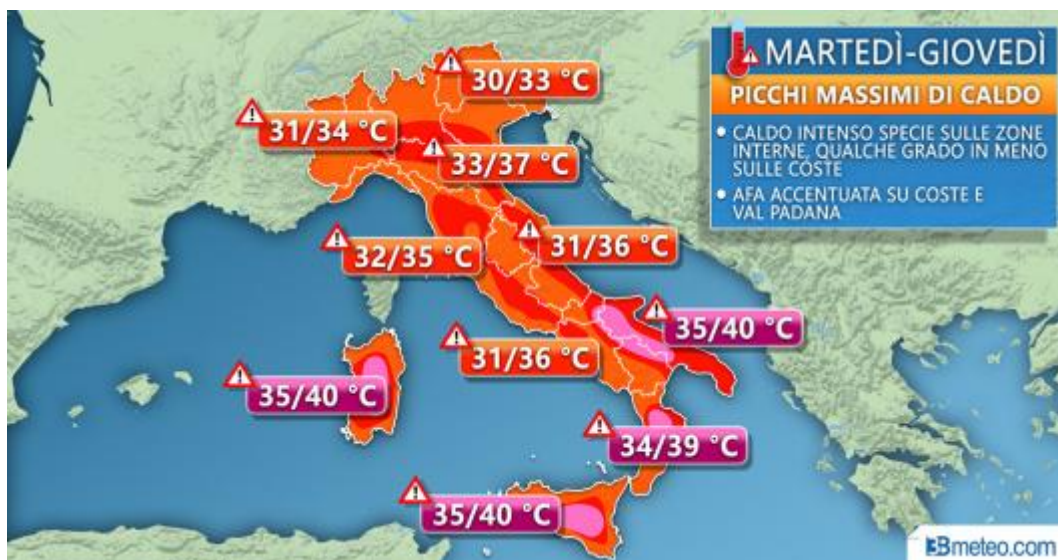 MARTEDÌ-GIOVEDÌ
PICCHI MASSIMI DI CALDO
• CALDO INTENSO SPECIE SULLE ZONE
INTERNE, QUALCHE GRADO IN MENO
SULLE COSTE
• AFA ACCENTUATA SU COSTE E
VAL PADANA
30/33 °C
31/34 °C
33/37 °C
32/35 °C
31/36 °C
35/40 °C
31/36 °C
35/40 °C
34/39 °C
35/40 °C
3Bmeteo.com